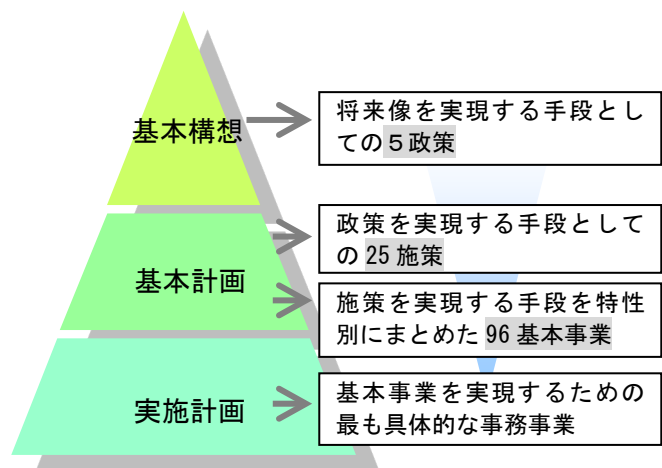 基本構想
将来像を実現する手段とし
ての５政策
基本計画
政策を実現する手段として
の 25 施策
施策を実現する手段を特性
別にまとめた 96 基本事業
実施計画
基本事業を実現するための
最も具体的な事務事業